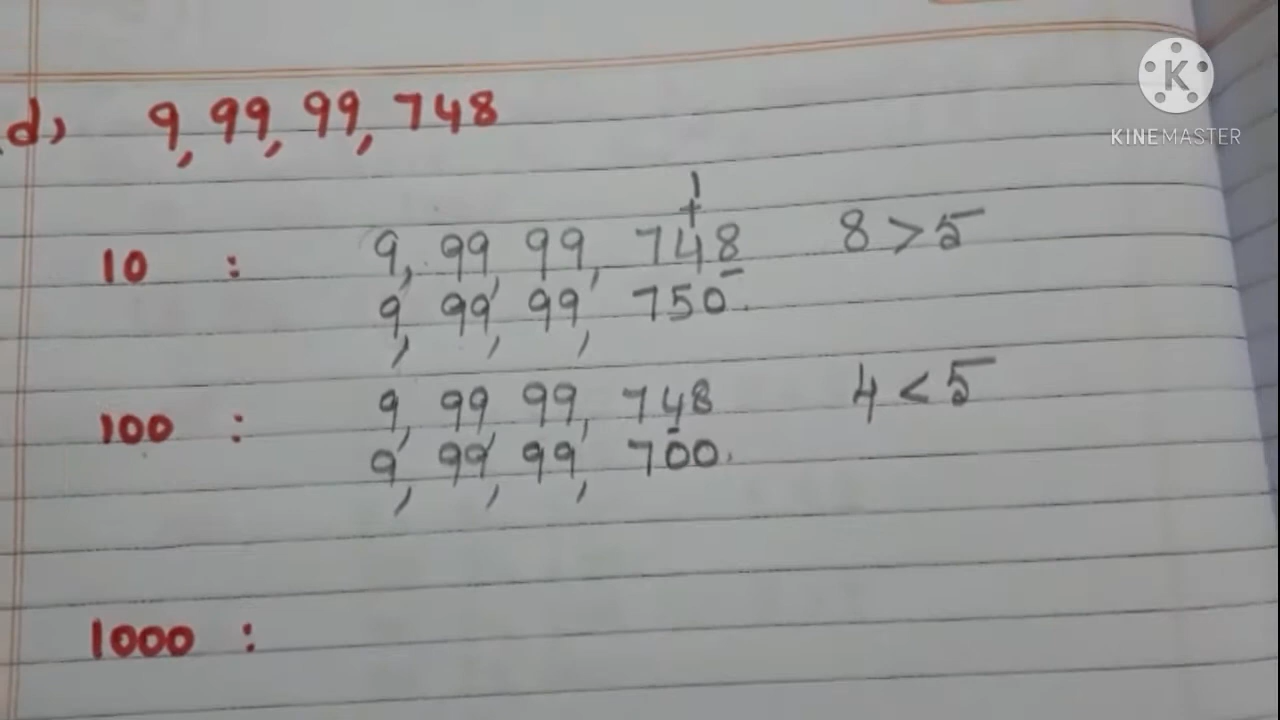 d, 9, 99, 99, 748
1
+
10 : 9, 99, 99, 748 8 > 5
9, 99, 99, 750.
100 : 9, 99, 99, 748 4 < 5
9, 99, 99, 700.
1000 :
K
KINEMASTER